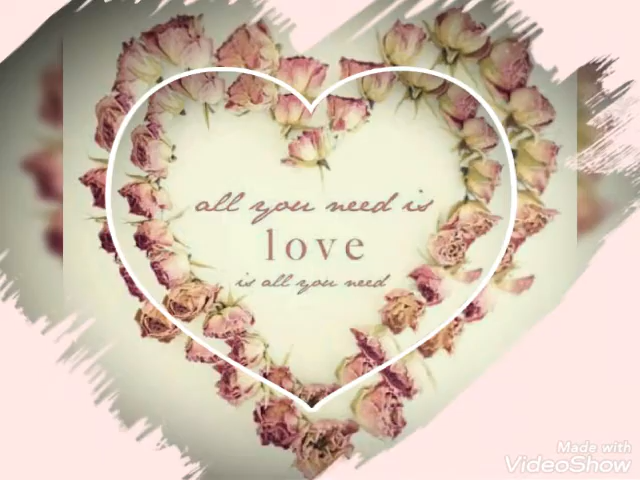 all you need is
love
is all you need
Made with
VideoShow